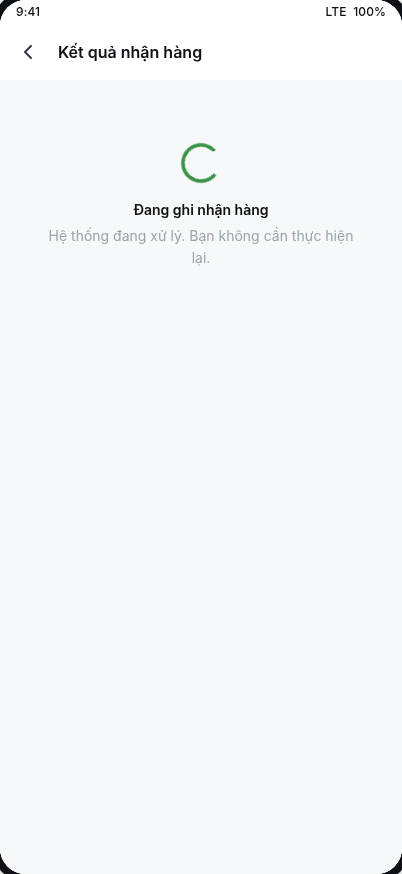 9:41
LTE 100%
Kết quả nhận hàng
Đang ghi nhận hàng
Hệ thống đang xử lý. Bạn không cần thực hiện
lại.